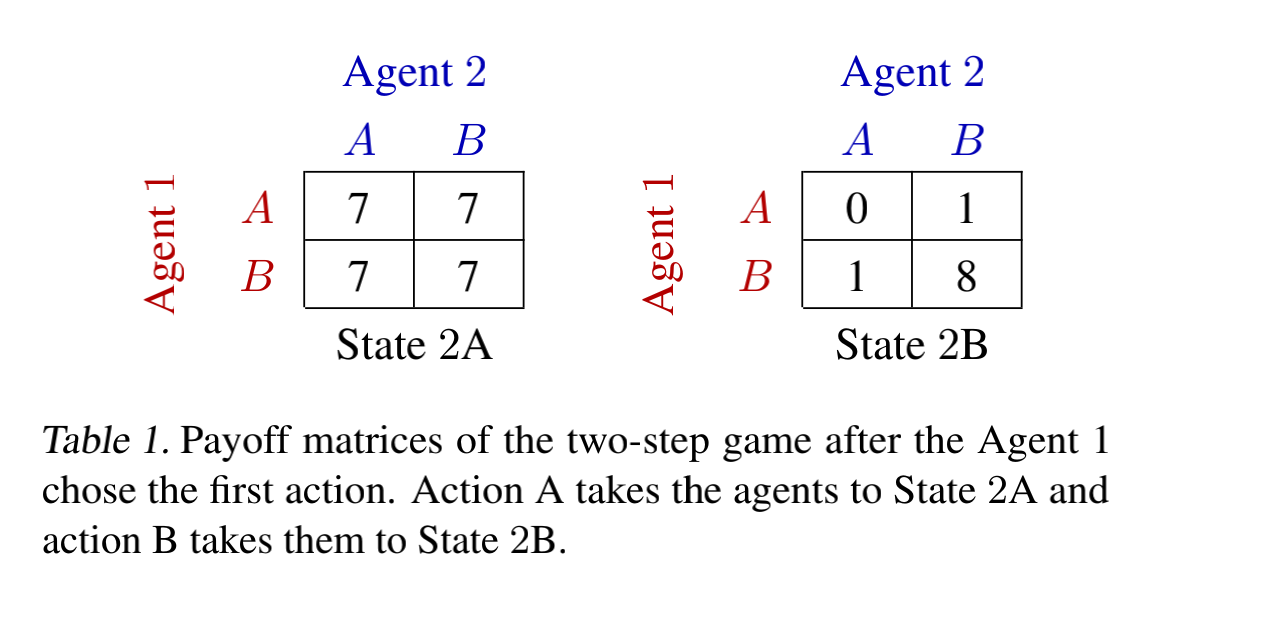 Agent 2 Agent 2
A B A B
Agent 1 A 7 7 Agent 1 A 0 1
B 7 7 B 1 8
State 2A State 2B
Table 1. Payoff matrices of the two-step game after the Agent 1
chose the first action. Action A takes the agents to State 2A and
action B takes them to State 2B.